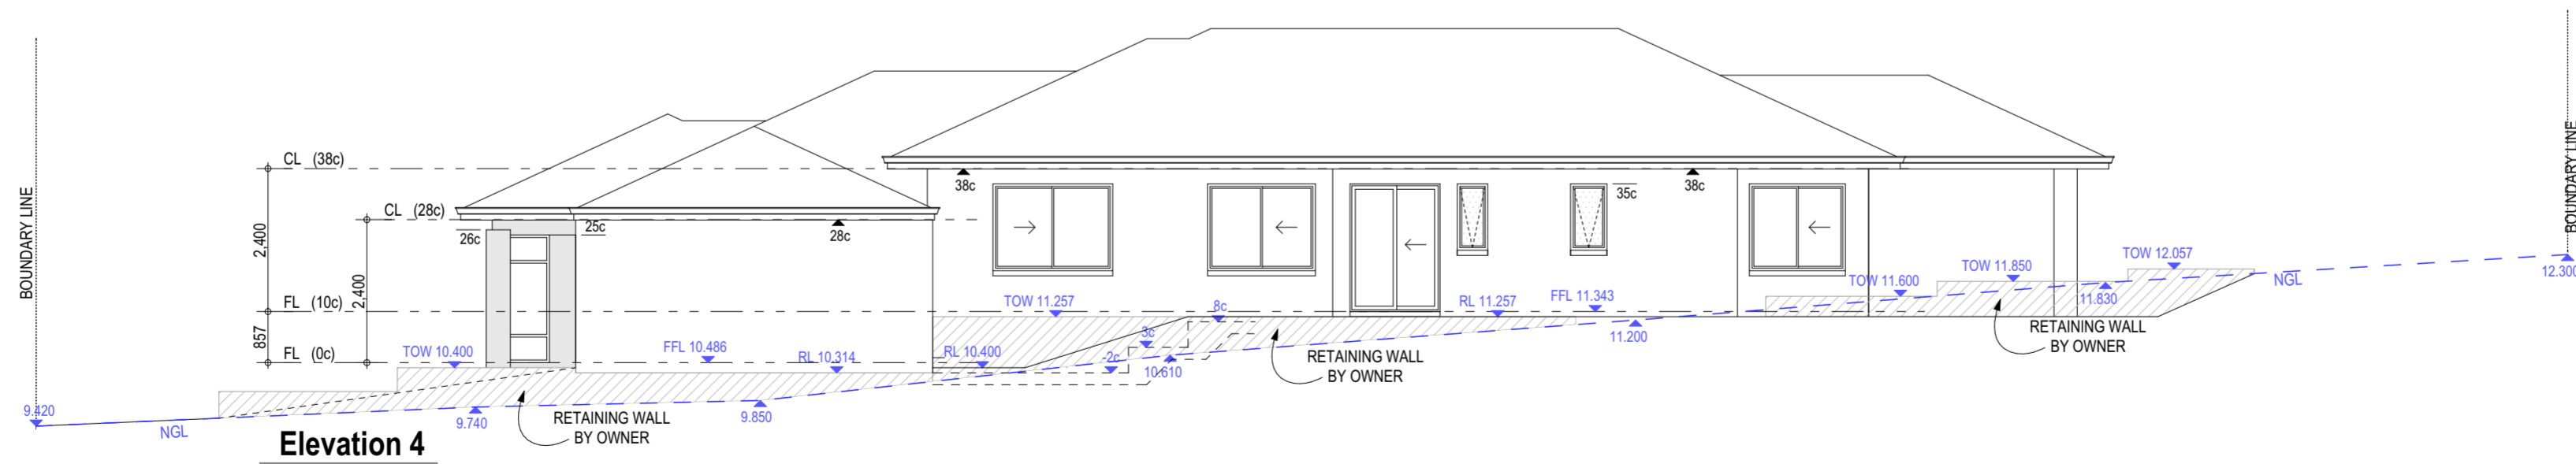 BOUNDARY LINE
9.420
CL (38c)
2,400
FL (10c)
857
FL (0c)
CL (28c)
2,400
26c
25c
28c
38c
35c
38c
TOW 10.400
FFL 10.486
RL 10.314
RL 10.400
TOW 11.257
8c
3c
-2c
10.610
RL 11.257
FFL 11.343
11.200
TOW 11.600
TOW 11.850
TOW 12.057
11.830
NGL
12.300
BOUNDARY LINE
NGL
9.740
9.850
RETAINING WALL
BY OWNER
RETAINING WALL
BY OWNER
RETAINING WALL
BY OWNER
Elevation 4